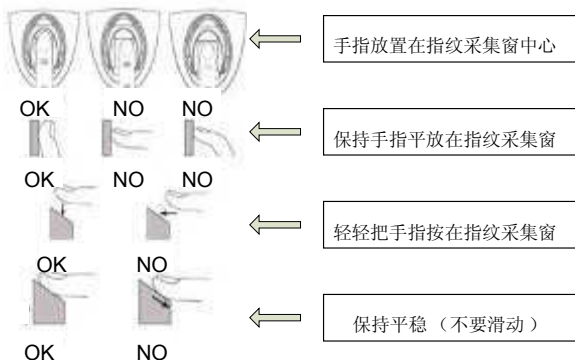 手指放置在指纹采集窗中心
OK NO NO
保持手指平放在指纹采集窗
OK NO NO
轻轻把手指按在指纹采集窗
OK NO
保持平稳（不要滑动）
OK NO